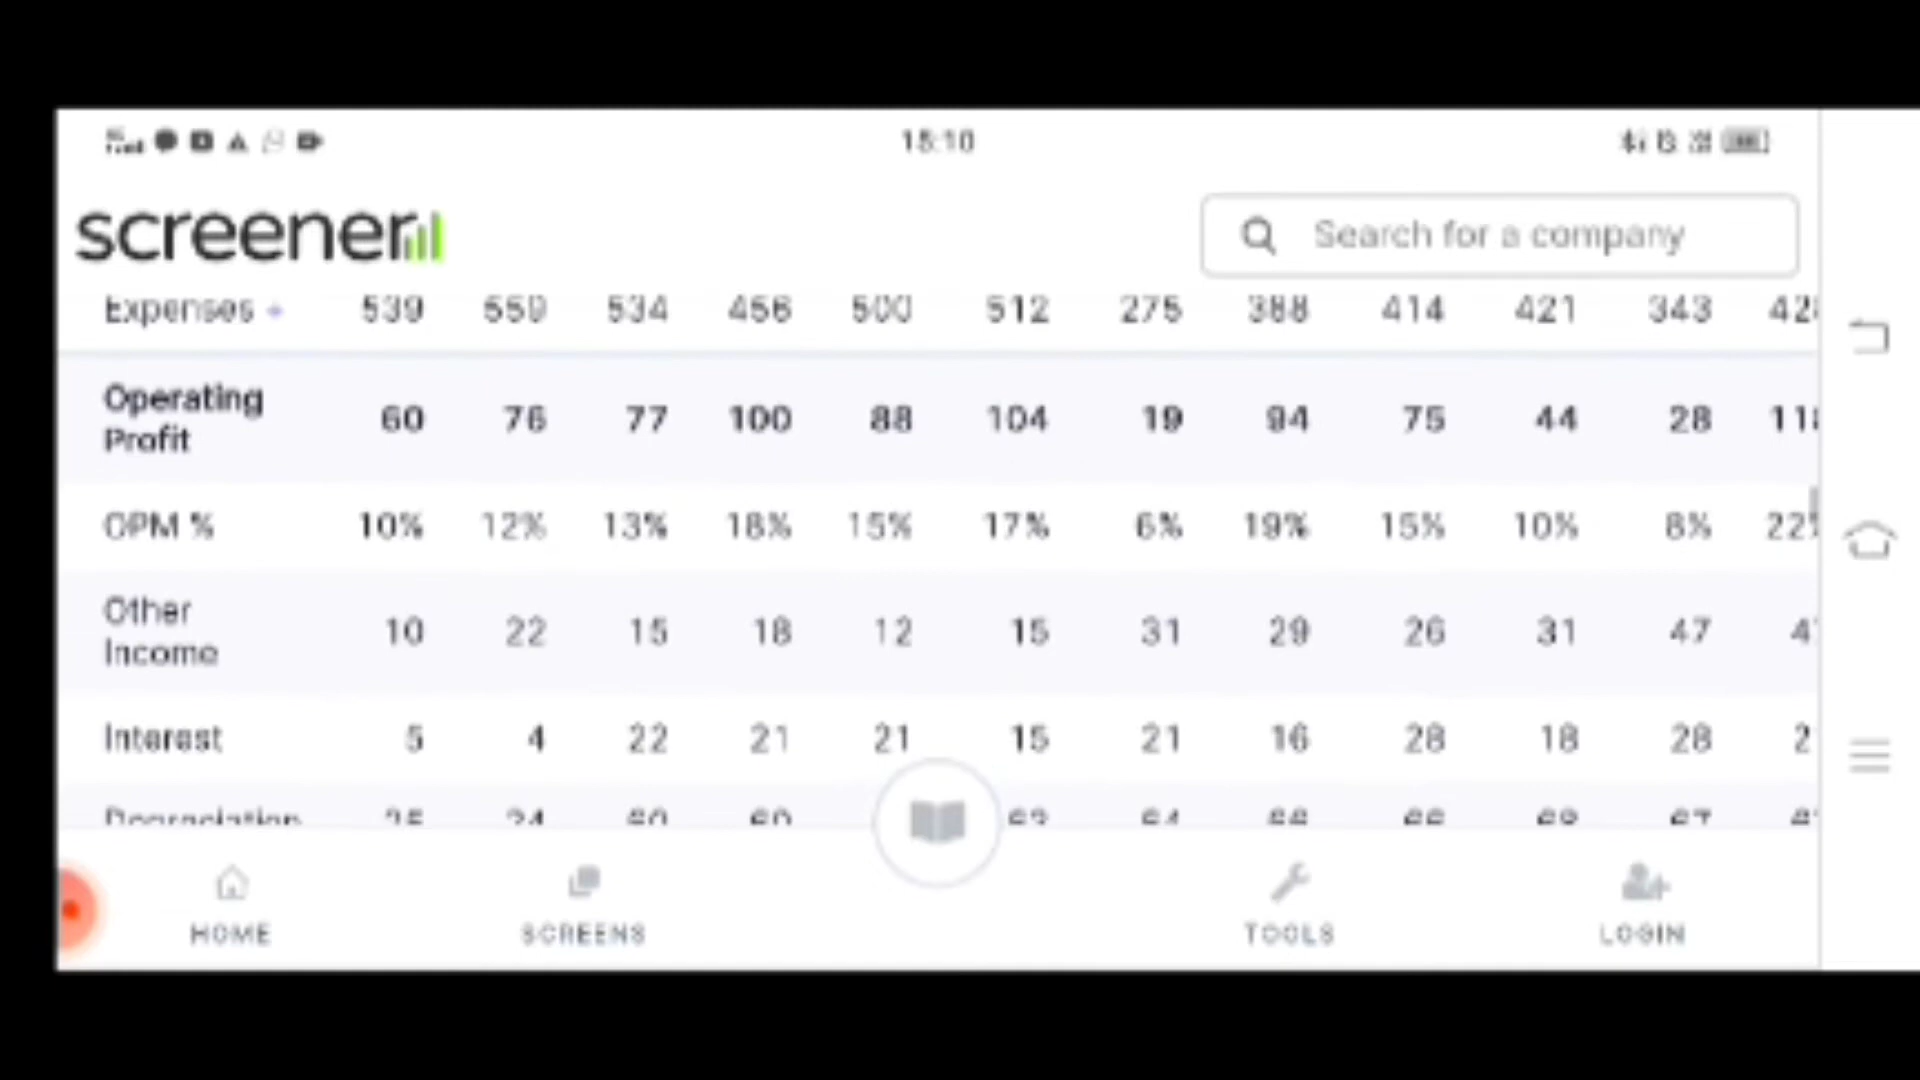 15:10
screener
Search for a company
Expenses + 539 559 534 456 500 512 275 388 414 421 343
Operating
Profit
60 76 77 100 88 104 19 94 75 44 28
OPM % 10% 12% 13% 18% 15% 17% 6% 19% 15% 10% 8% 22%
Other
Income
10 22 15 18 12 15 31 29 26 31 47
Interest 5 4 22 21 21 15 21 16 28 18 28
Depreciation
HOME
SCREENS
TOOLS
LOGIN